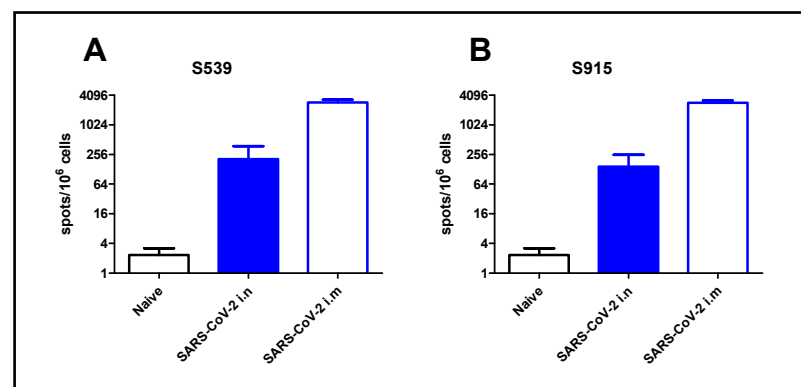 A
S539
spots/10⁶ cells
4096
1024
256
64
16
4
1
Naive
SARS-CoV-2 i.n
SARS-CoV-2 i.m
B
S915
spots/10⁶ cells
4096
1024
256
64
16
4
1
Naive
SARS-CoV-2 i.n
SARS-CoV-2 i.m